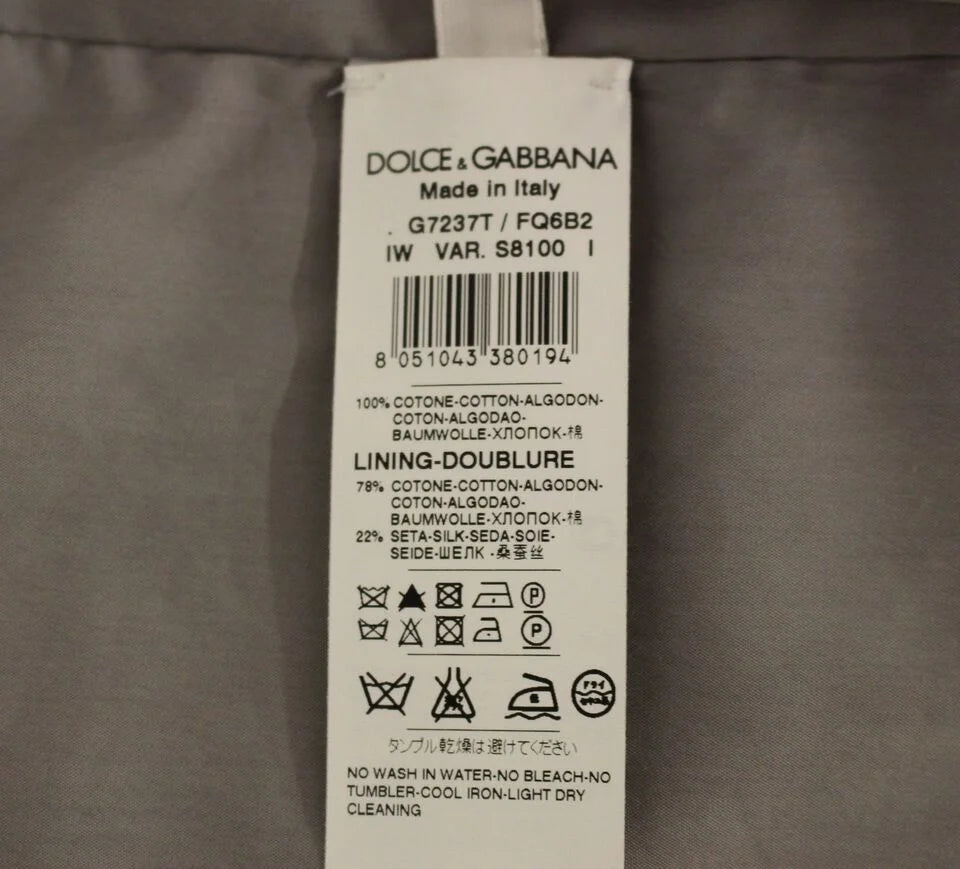 DOLCE & GABBANA
Made in Italy
. G7237T / FQ6B2
IW VAR. S8100 I
8 051043 380194
100% COTONE-COTTON-ALGODON-
COTON-ALGODAO-
BAUMWOLLE-ХЛОПОК-棉
LINING-DOUBLURE
78% COTONE-COTTON-ALGODON-
COTON-ALGODAO-
BAUMWOLLE-ХЛОПОК-棉
22% SETA-SILK-SEDA-SOIE-
SEIDE-ШЕЛК -桑蚕丝
P
P
ドライ
タンブル乾燥は避けてください
NO WASH IN WATER-NO BLEACH-NO
TUMBLER-COOL IRON-LIGHT DRY
CLEANING